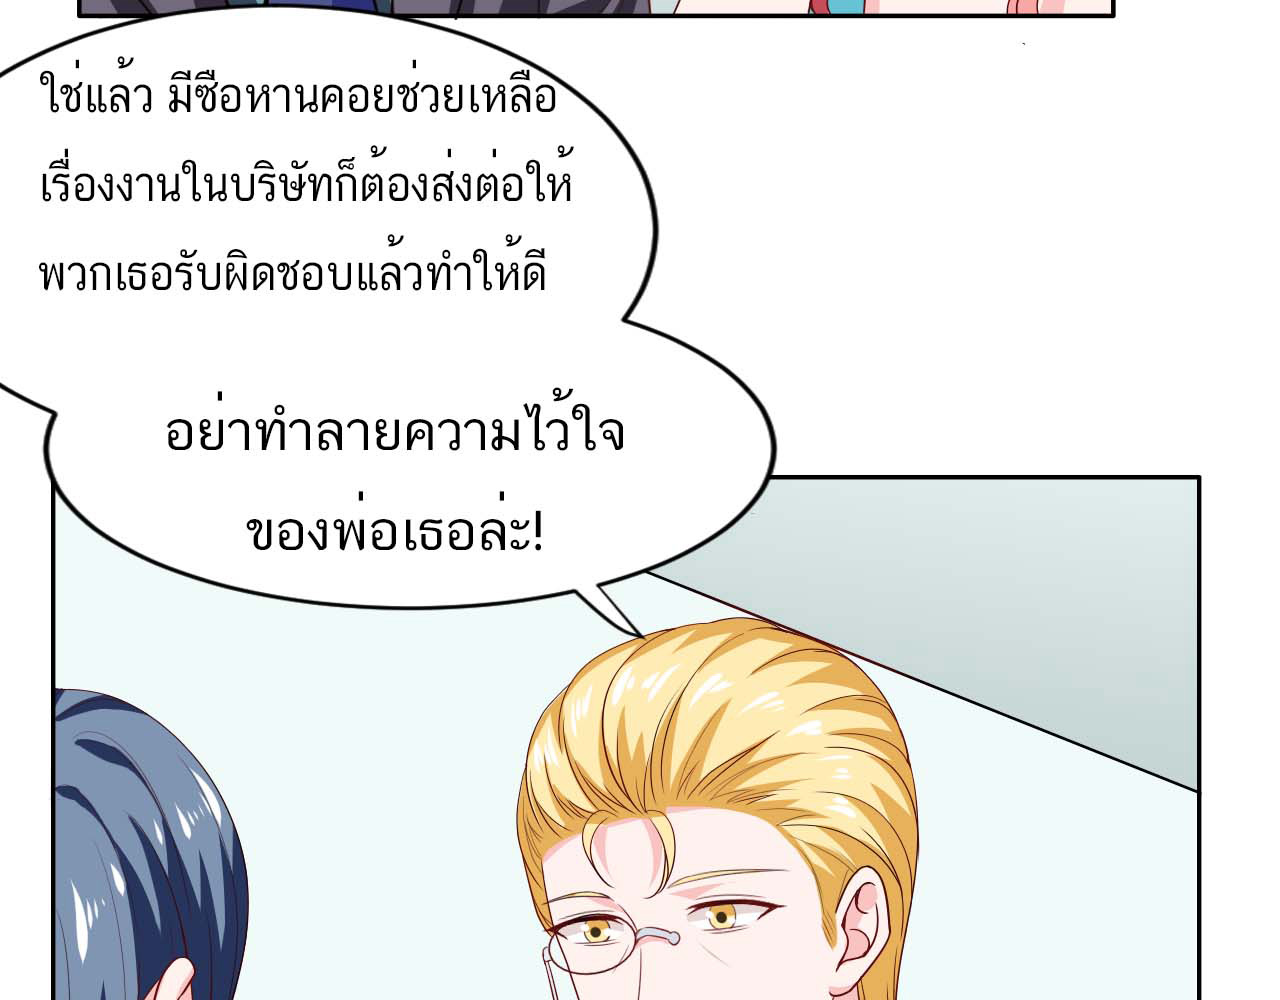 ใช่แล้ว มีซือหานคอยช่วยเหลือ
เรื่องงานในบริษัทก็ต้องส่งต่อให้
พวกเธอรับผิดชอบแล้วทำให้ดี
อย่าทำลายความไว้ใจ
ของพ่อเธอล่ะ!